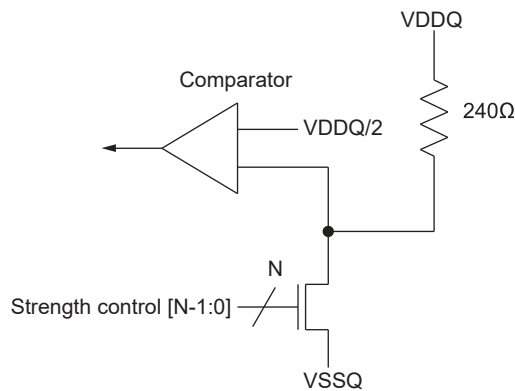 VDDQ
Comparator
240Ω
VDDQ/2
N
Strength control [N-1:0]
VSSQ